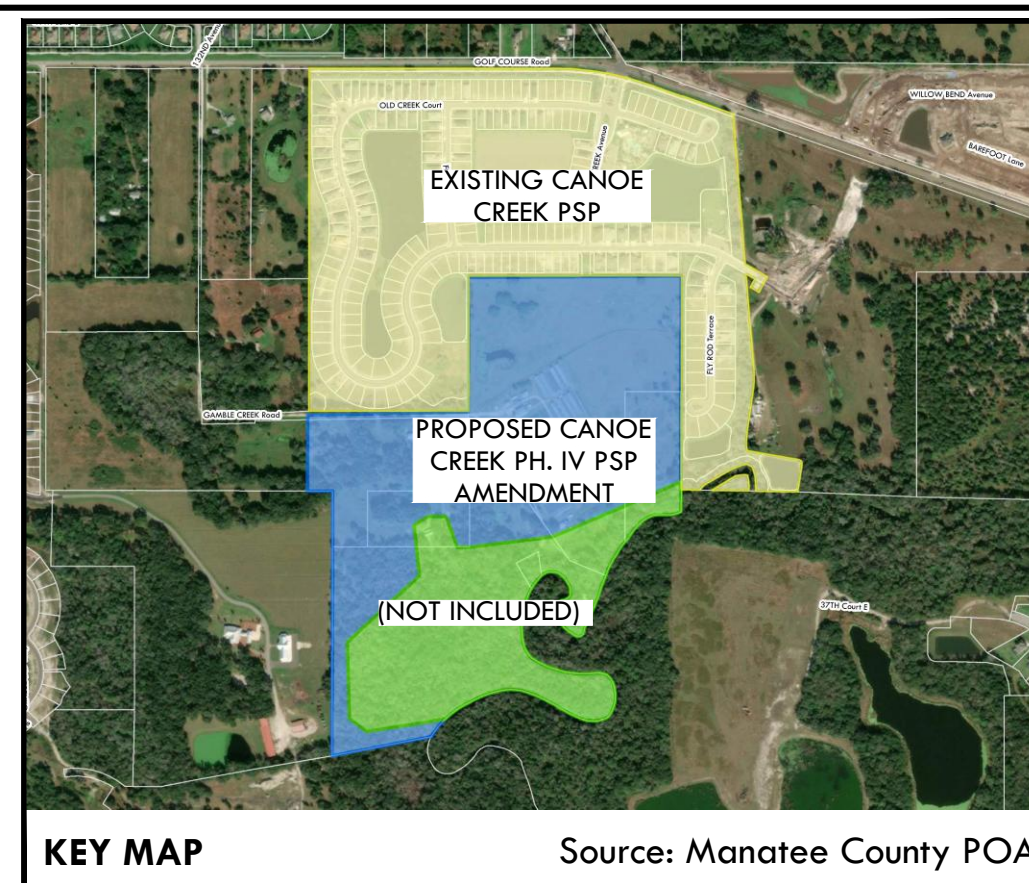 132ND Avenue
GOLF COURSE Road
WILLOW BEND Avenue
OLD CREEK Court
BAREFOOT Lane
EXISTING CANOE
CREEK PSP
FLY ROD Terrace
GAMBLE CREEK Road
PROPOSED CANOE
CREEK PH. IV PSP
AMENDMENT
(NOT INCLUDED)
37TH Court E
KEY MAP
Source: Manatee County POA